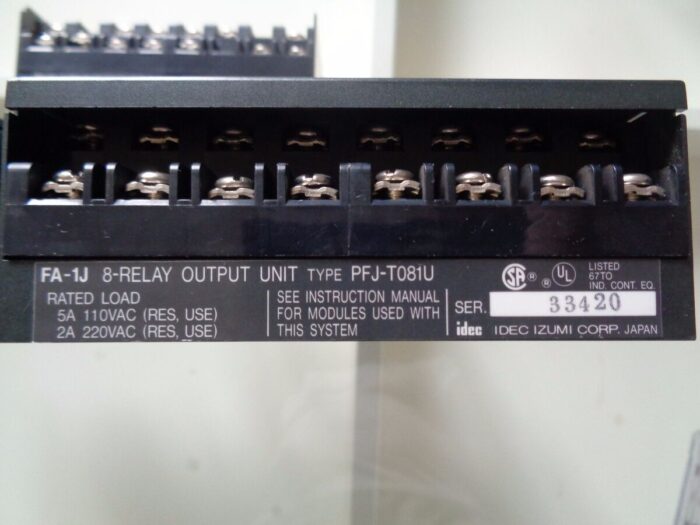 FA-1J 8-RELAY OUTPUT UNIT TYPE PFJ-T081U
RATED LOAD
5A 110VAC (RES, USE)
2A 220VAC (RES, USE)
SEE INSTRUCTION MANUAL
FOR MODULES USED WITH
THIS SYSTEM
SA ® ® UL
LISTED
67TO
IND. CONT. EQ.
SER. 33420
idec IDEC IZUMI CORP. JAPAN